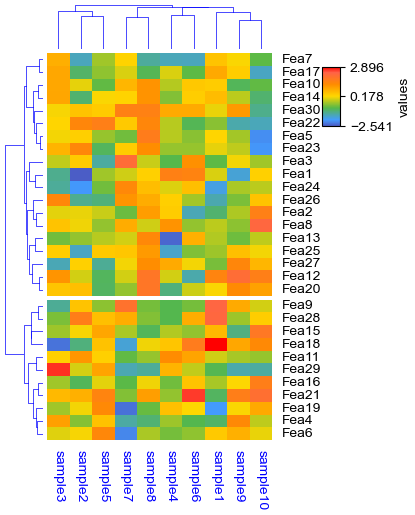 Fea7
Fea17
Fea10
Fea14
Fea30
Fea22
Fea5
Fea23
Fea3
Fea1
Fea24
Fea26
Fea2
Fea8
Fea13
Fea25
Fea27
Fea12
Fea20
Fea9
Fea28
Fea15
Fea18
Fea11
Fea29
Fea16
Fea21
Fea19
Fea4
Fea6
sample3
sample2
sample5
sample7
sample8
sample4
sample6
sample1
sample9
sample10
2.896
0.178
−2.541
values